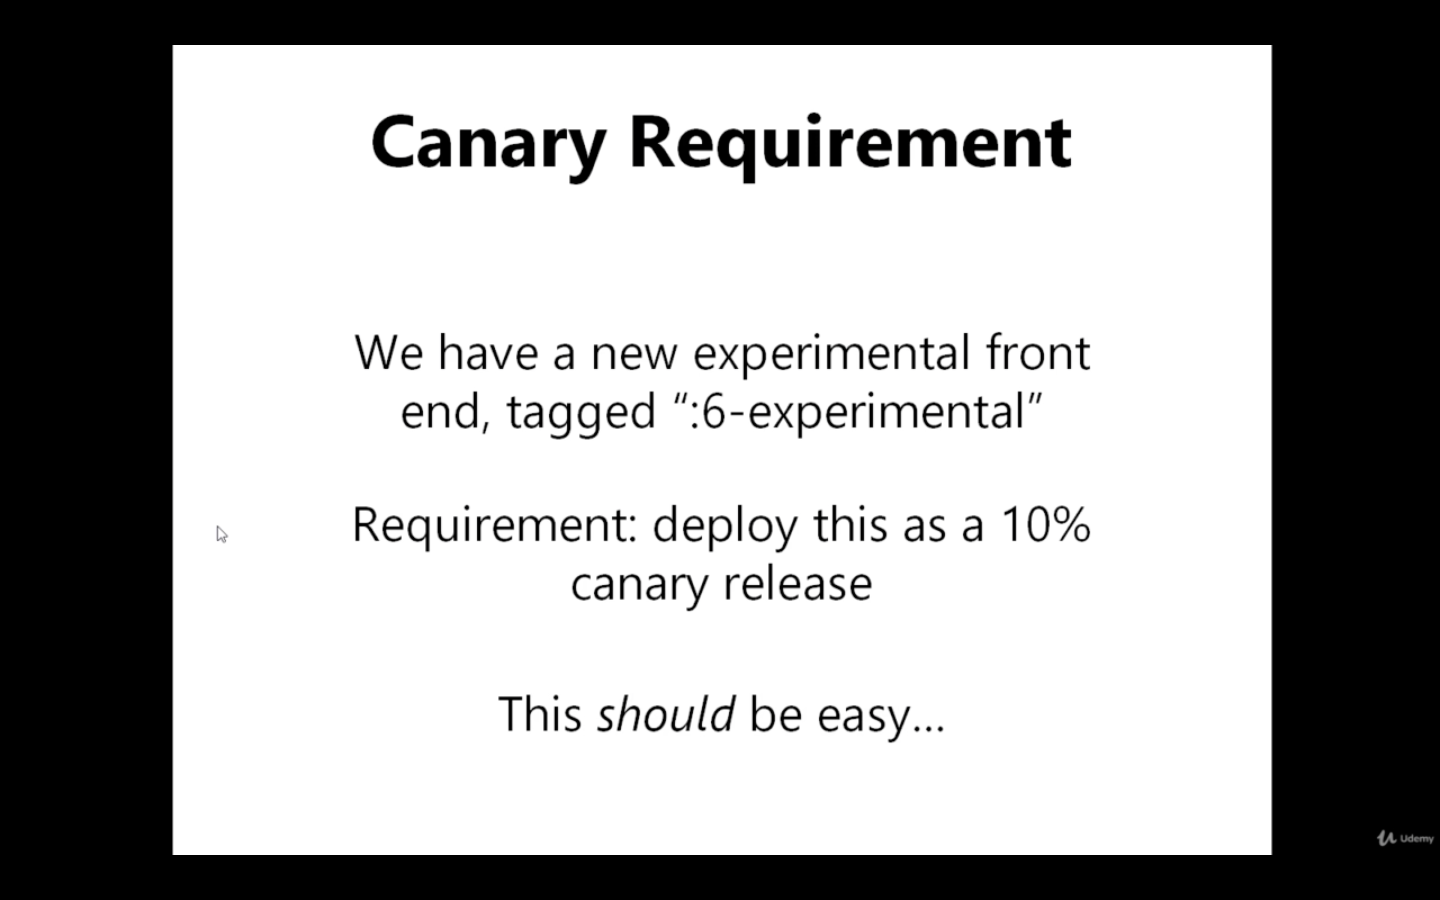 Canary Requirement
We have a new experimental front
end, tagged “:6-experimental”
Requirement: deploy this as a 10%
canary release
This should be easy...
Udemy